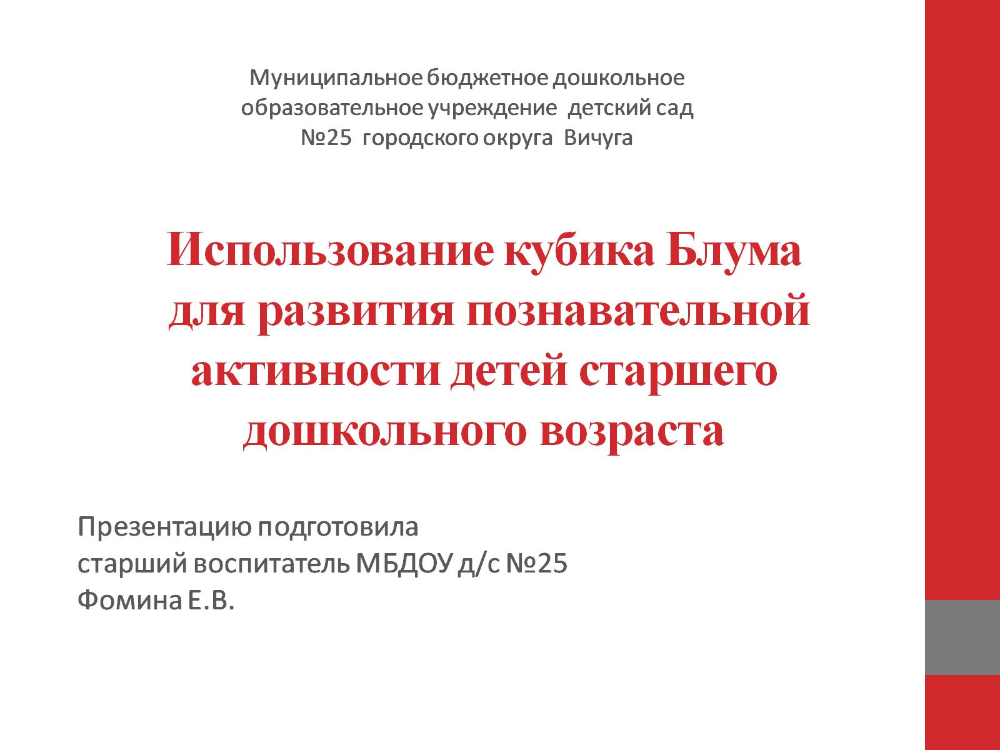 Муниципальное бюджетное дошкольное
образовательное учреждение детский сад
№25 городского округа Вичуга
Использование кубика Блума
для развития познавательной
активности детей старшего
дошкольного возраста
Презентацию подготовила
старший воспитатель МБДОУ д/с №25
Фомина Е.В.